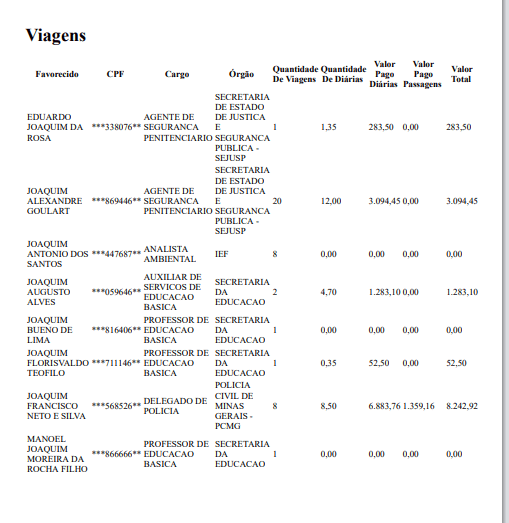 Viagens
Favorecido CPF Cargo Órgão Quantidade De Viagens Quantidade De Diárias Valor Pago Diárias Valor Pago Passagens Valor Total
EDUARDO JOAQUIM DA ROSA ***338076** AGENTE DE SEGURANCA PENITENCIARIO SECRETARIA DE ESTADO DE JUSTICA E SEGURANCA PUBLICA - SEJUSP 1 1,35 283,50 0,00 283,50
JOAQUIM ALEXANDRE GOULART ***869446** AGENTE DE SEGURANCA PENITENCIARIO SECRETARIA DE ESTADO DE JUSTICA E SEGURANCA PUBLICA - SEJUSP 20 12,00 3.094,45 0,00 3.094,45
JOAQUIM ANTONIO DOS SANTOS ***447687** ANALISTA AMBIENTAL IEF 8 0,00 0,00 0,00 0,00
JOAQUIM AUGUSTO ALVES ***059646** AUXILIAR DE SERVICOS DE EDUCACAO BASICA SECRETARIA DA EDUCACAO 2 4,70 1.283,10 0,00 1.283,10
JOAQUIM BUENO DE LIMA ***816406** PROFESSOR DE EDUCACAO BASICA SECRETARIA DA EDUCACAO 1 0,00 0,00 0,00 0,00
JOAQUIM FLORISVALDO TEOFILO ***711146** PROFESSOR DE EDUCACAO BASICA SECRETARIA DA EDUCACAO 1 0,35 52,50 0,00 52,50
JOAQUIM FRANCISCO NETO E SILVA ***568526** DELEGADO DE POLICIA POLICIA CIVIL DE MINAS GERAIS - PCMG 8 8,50 6.883,76 1.359,16 8.242,92
MANOEL JOAQUIM MOREIRA DA ROCHA FILHO ***866666** PROFESSOR DE EDUCACAO BASICA SECRETARIA DA EDUCACAO 1 0,00 0,00 0,00 0,00